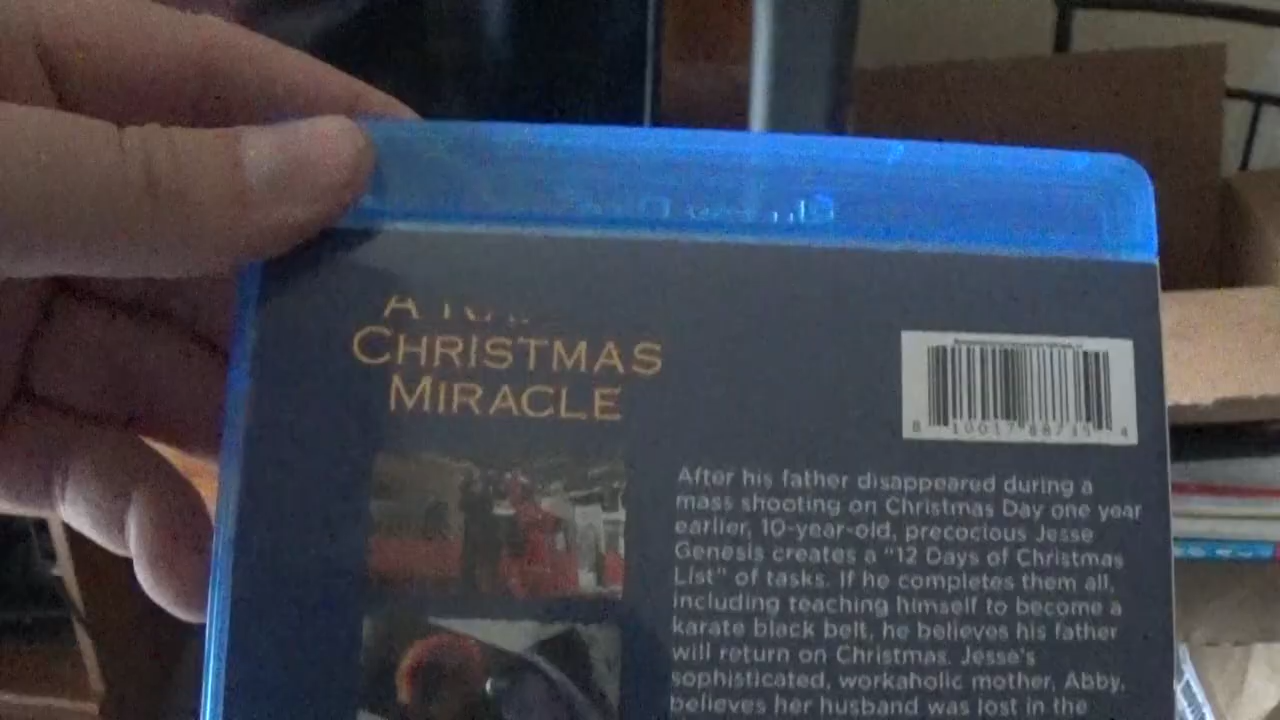 A
CHRISTMAS
MIRACLE
After his father disappeared during a
mass shooting on Christmas Day one year
earlier, 10-year-old, precocious Jesse
Genesis creates a "12 Days of Christmas
List" of tasks. If he completes them all,
including teaching himself to become a
karate black belt, he believes his father
will return on Christmas. Jesse's
sophisticated, workaholic mother, Abby,
believes her husband was lost in the